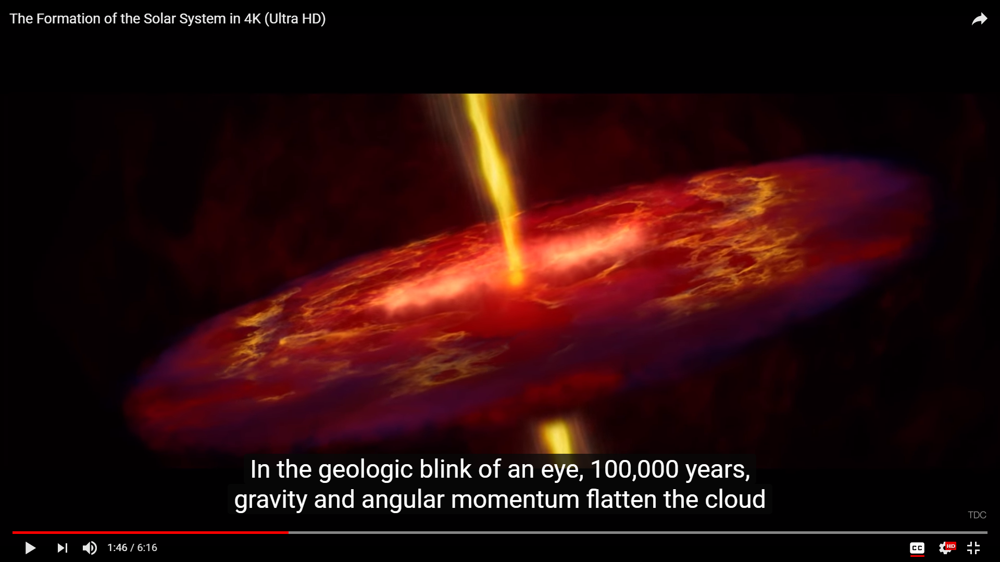 The Formation of the Solar System in 4K (Ultra HD)
In the geologic blink of an eye, 100,000 years,
gravity and angular momentum flatten the cloud
TDC
1:46 / 6:16
CC
HD